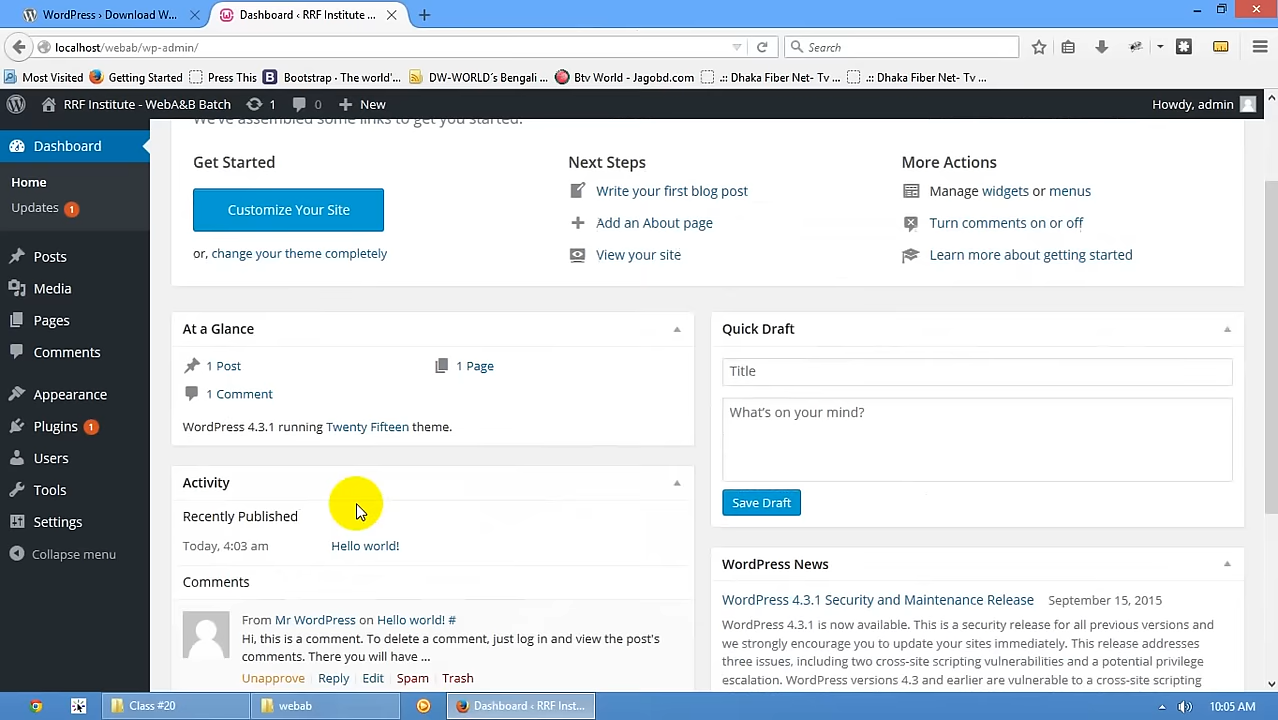 WordPress › Download W...
Dashboard ‹ RRF Institute ...
localhost/webab/wp-admin/
Search
Most Visited
Getting Started
Press This
Bootstrap · The world'...
DW-WORLD's Bengali ...
Btv World - Jagobd.com
.:: Dhaka Fiber Net- Tv ...
.:: Dhaka Fiber Net- Tv ...
RRF Institute - WebA&B Batch
1
0
New
Howdy, admin
Dashboard
Home
Updates 1
Posts
Media
Pages
Comments
Appearance
Plugins 1
Users
Tools
Settings
Collapse menu
We've assembled some links to get you started:
Get Started
Customize Your Site
or, change your theme completely
Next Steps
Write your first blog post
Add an About page
View your site
More Actions
Manage widgets or menus
Turn comments on or off
Learn more about getting started
At a Glance
1 Post
1 Page
1 Comment
WordPress 4.3.1 running Twenty Fifteen theme.
Activity
Recently Published
Today, 4:03 am Hello world!
Comments
From Mr WordPress on Hello world! #
Hi, this is a comment. To delete a comment, just log in and view the post's
comments. There you will have ...
Unapprove Reply Edit Spam Trash
Quick Draft
Title
What's on your mind?
Save Draft
WordPress News
WordPress 4.3.1 Security and Maintenance Release September 15, 2015
WordPress 4.3.1 is now available. This is a security release for all previous versions and
we strongly encourage you to update your sites immediately. This release addresses
three issues, including two cross-site scripting vulnerabilities and a potential privilege
escalation. WordPress versions 4.3 and earlier are vulnerable to a cross-site scripting
Class #20
webab
Dashboard ‹ RRF Inst...
10:05 AM